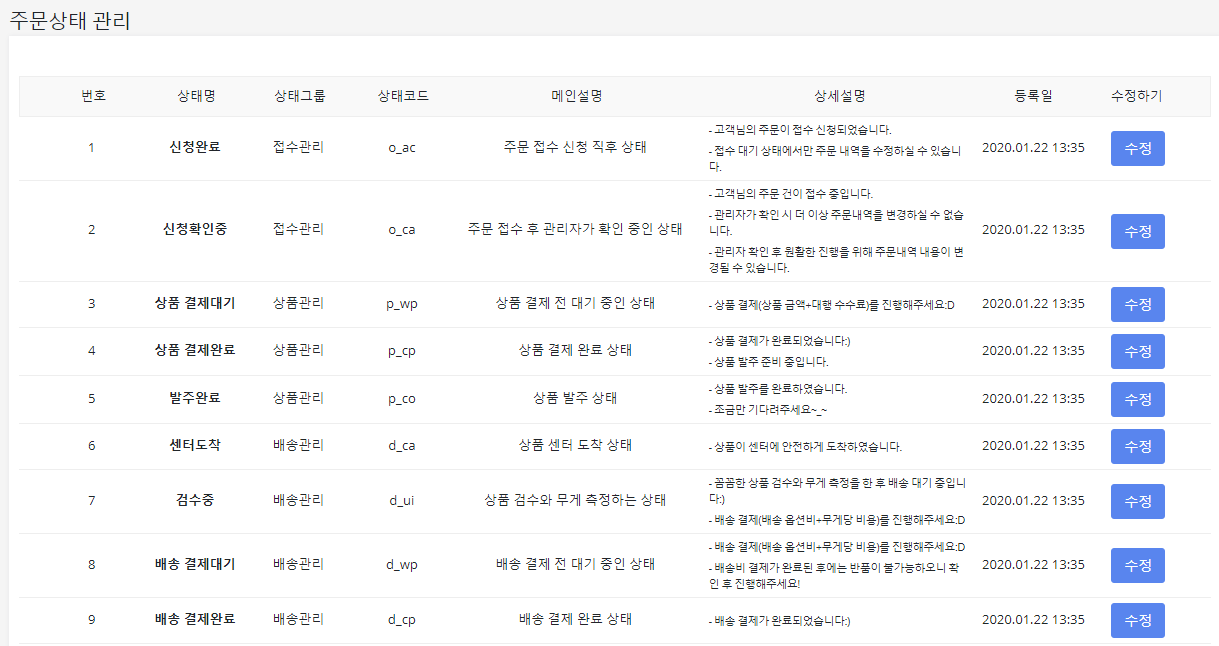 주문상태 관리
번호 상태명 상태그룹 상태코드 메인설명 상세설명 등록일 수정하기
1 신청완료 접수관리 o_ac 주문 접수 신청 직후 상태 - 고객님의 주문이 접수 신청되었습니다. 2020.01.22 13:35 수정
- 접수 대기 상태에서만 주문 내역을 수정하실 수 있습니
다.
2 신청확인중 접수관리 o_ca 주문 접수 후 관리자가 확인 중인 상태 - 고객님의 주문 건이 접수 중입니다. 2020.01.22 13:35 수정
- 관리자가 확인 시 더 이상 주문내역을 변경하실 수 없습
니다.
- 관리자 확인 후 원활한 진행을 위해 주문내역 내용이 변
경될 수 있습니다.
3 상품 결제대기 상품관리 p_wp 상품 결제 전 대기 중인 상태 - 상품 결제(상품 금액+대행 수수료)를 진행해주세요:D 2020.01.22 13:35 수정
4 상품 결제완료 상품관리 p_cp 상품 결제 완료 상태 - 상품 결제가 완료되었습니다:) 2020.01.22 13:35 수정
- 상품 발주 준비 중입니다.
5 발주완료 상품관리 p_co 상품 발주 상태 - 상품 발주를 완료하였습니다. 2020.01.22 13:35 수정
- 조금만 기다려주세요~_~
6 센터도착 배송관리 d_ca 상품 센터 도착 상태 - 상품이 센터에 안전하게 도착하였습니다. 2020.01.22 13:35 수정
7 검수중 배송관리 d_ui 상품 검수와 무게 측정하는 상태 - 꼼꼼한 상품 검수와 무게 측정을 한 후 배송 대기 중입니 2020.01.22 13:35 수정
다:)
- 배송 결제(배송 옵션비+무게당 비용)를 진행해주세요:D
8 배송 결제대기 배송관리 d_wp 배송 결제 전 대기 중인 상태 - 배송 결제(배송 옵션비+무게당 비용)를 진행해주세요:D 2020.01.22 13:35 수정
- 배송비 결제가 완료된 후에는 반품이 불가능하오니 확
인 후 진행해주세요!
9 배송 결제완료 배송관리 d_cp 배송 결제 완료 상태 - 배송 결제가 완료되었습니다:) 2020.01.22 13:35 수정